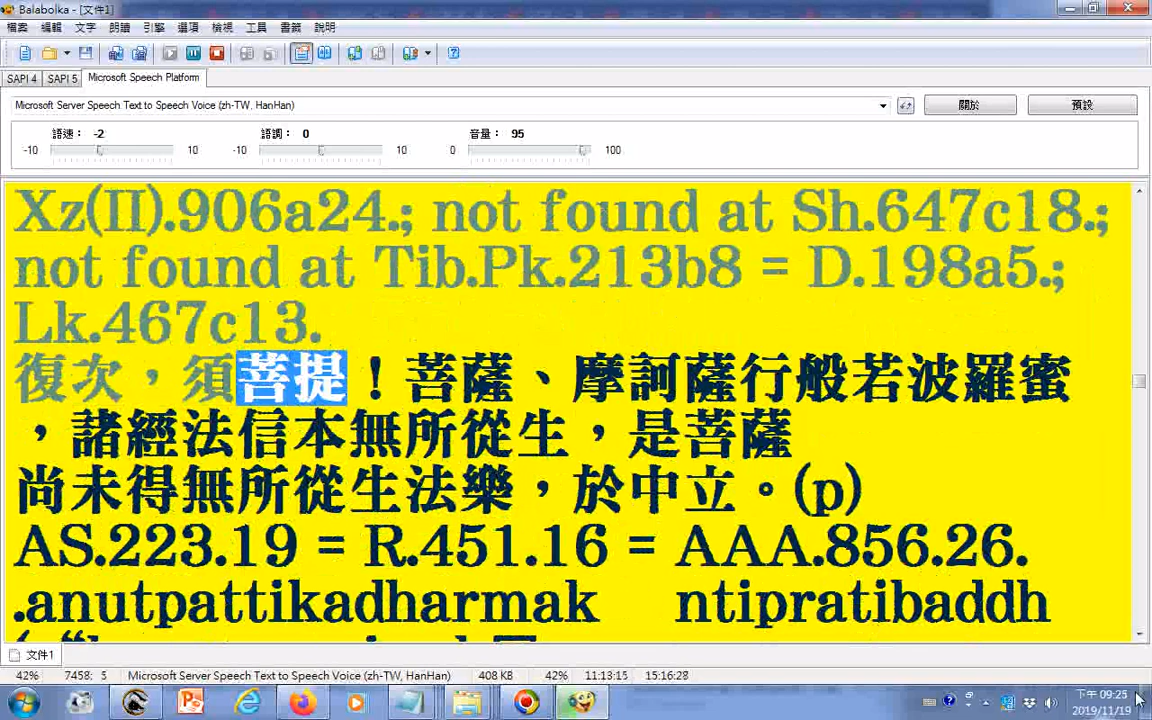 Balabolka - [文件1]
檔案 編輯 文字 朗讀 引擎 選項 檢視 工具 書籤 說明
SAPI 4 SAPI 5 Microsoft Speech Platform
Microsoft Server Speech Text to Speech Voice (zh-TW, HanHan) 關於 預設
語速： -2 語調： 0 音量： 95
-10 10 -10 10 0 100
Xz(II).906a24.; not found at Sh.647c18.;
not found at Tib.Pk.213b8 = D.198a5.;
Lk.467c13.
復次，須菩提！菩薩、摩訶薩行般若波羅蜜
，諸經法信本無所從生，是菩薩
尚未得無所從生法樂，於中立。(p)
AS.223.19 = R.451.16 = AAA.856.26.
.anutpattikadharmak ntipratibaddh
文件1
42% 7458: 5 Microsoft Server Speech Text to Speech Voice (zh-TW, HanHan) 408 KB 42% 11:13:15 15:16:28
下午 09:25
2019/11/19